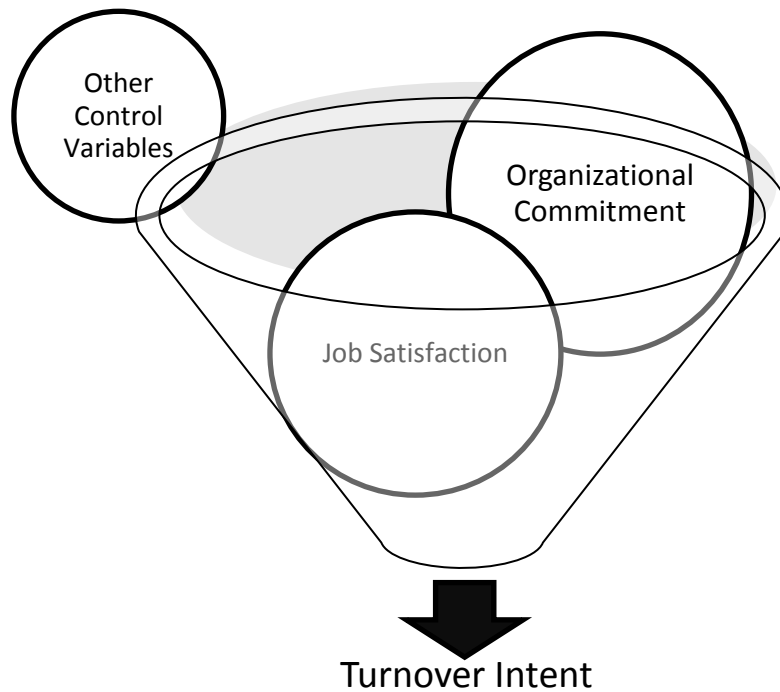 Other
Control
Variables
Organizational
Commitment
Job Satisfaction
Turnover Intent